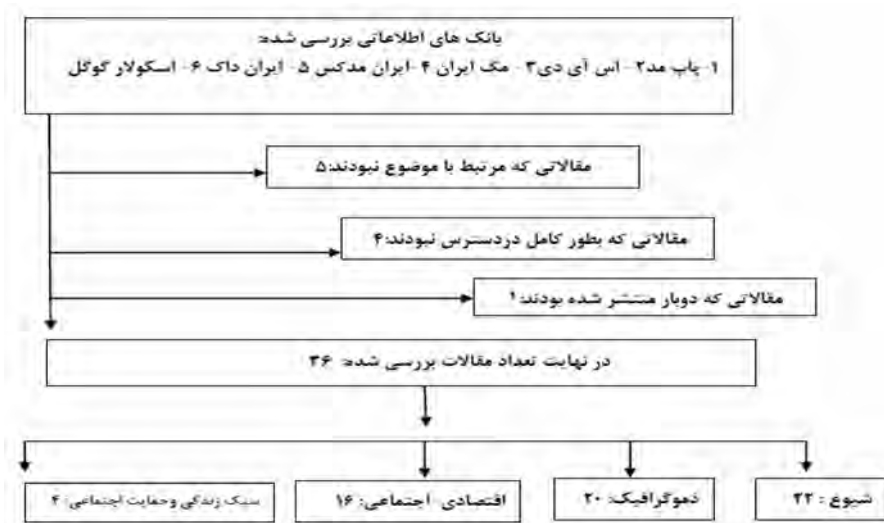 بانک های اطلاعاتی بررسی شده:
۱- پاپ مد۲- اس آی دی۳- مگ ایران ۴-ایران مدکس ۵- ایران داک ۶- اسکولار گوگل
مقالاتی که مرتبط با موضوع نبودند:۵
مقالاتی که بطور کامل دردسترس نبودند:۴
مقالاتی که دوبار منتشر شده بودند:۱
در نهایت تعداد مقالات بررسی شده: ۳۶
شیوع : ۲۲
دموگرافیک: ۲۰
اقتصادی- اجتماعی: ۱۶
سبک زندگی وحمایت اجتماعی: ۴